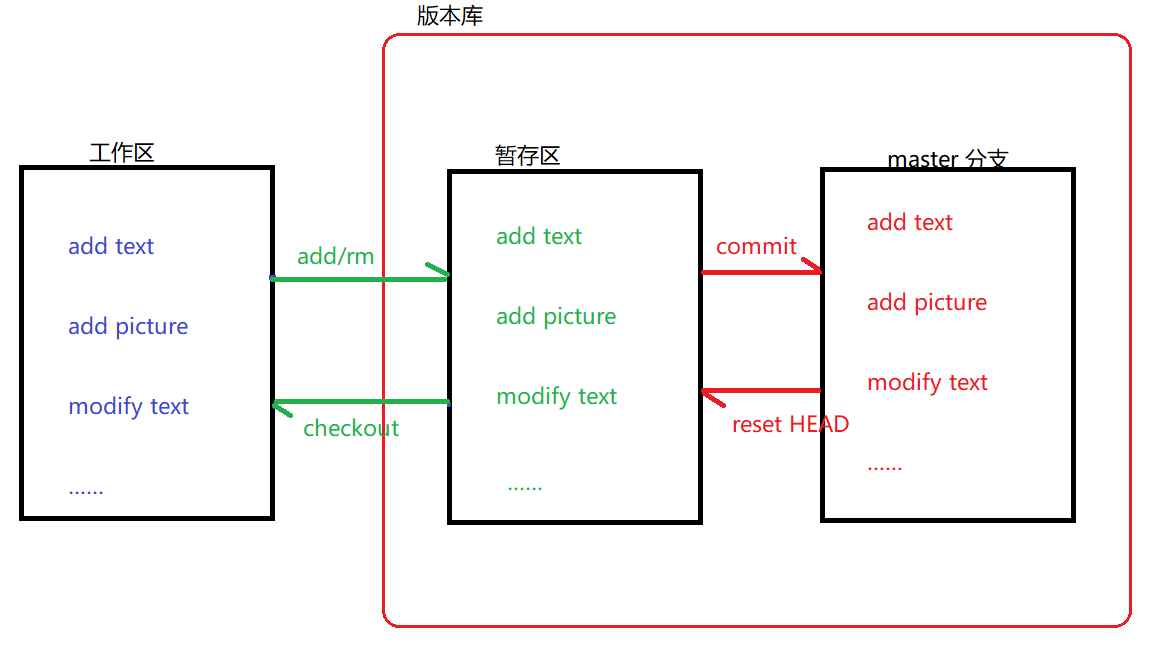 版本库
工作区
add text
add picture
modify text
......
add/rm
checkout
暂存区
add text
add picture
modify text
......
commit
reset HEAD
master 分支
add text
add picture
modify text
......